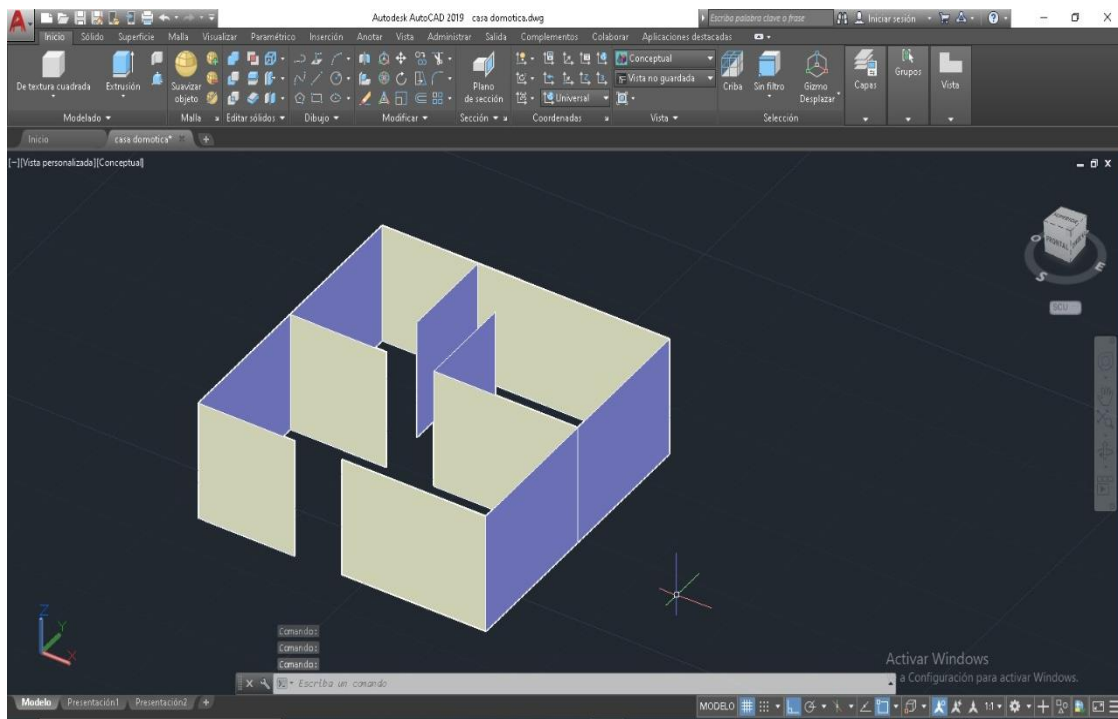 Autodesk AutoCAD 2019 casa domotica.dwg
Escriba palabra clave o frase
Iniciar sesión
Inicio Sólido Superficie Malla Visualizar Paramétrico Inserción Anotar Vista Administrar Salida Complementos Colaborar Aplicaciones destacadas
De textura cuadrada
Extrusión
Suavizar objeto
Plano de sección
Universal
Conceptual
Vista no guardada
Criba
Sin filtro
Gizmo Desplazar
Capas
Grupos
Vista
Modelado Malla Editar sólidos Dibujo Modificar Sección Coordenadas Vista Selección
Inicio casa domotica*
[−][Vista personalizada][Conceptual]
SUPERIOR
FRONTAL
O
S
E
SCU
Z
Y
X
Comando:
Comando:
Comando:
Escriba un comando
Activar Windows
a Configuración para activar Windows.
Modelo Presentación1 Presentación2 +
MODELO 1:1